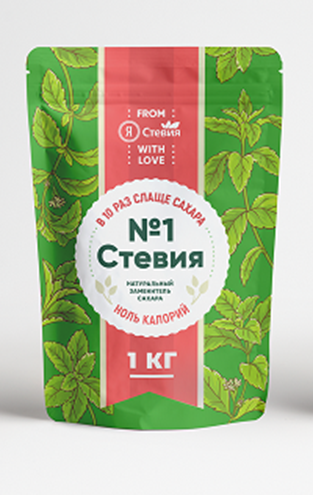 FROM
Я Стевия
WITH
LOVE
В 10 РАЗ СЛАЩЕ САХАРА
№1
Стевия
НАТУРАЛЬНЫЙ
ЗАМЕНИТЕЛЬ
САХАРА
НОЛЬ КАЛОРИЙ
1 КГ